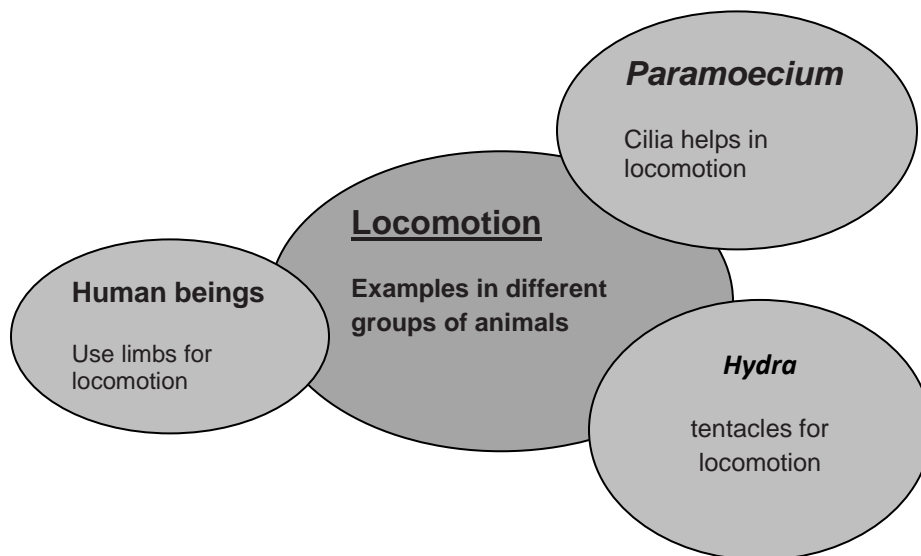 Paramoecium
Cilia helps in
locomotion
Locomotion
Examples in different
groups of animals
Human beings
Use limbs for
locomotion
Hydra
tentacles for
locomotion